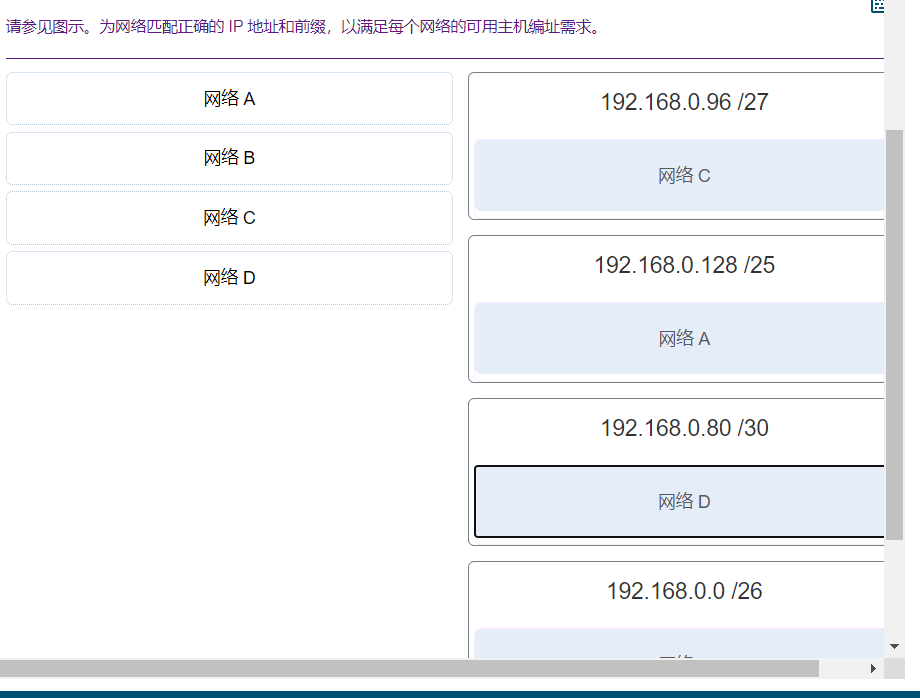 请参见图示。为网络匹配正确的 IP 地址和前缀，以满足每个网络的可用主机编址需求。
网络 A
网络 B
网络 C
网络 D
192.168.0.96 /27
网络 C
192.168.0.128 /25
网络 A
192.168.0.80 /30
网络 D
192.168.0.0 /26